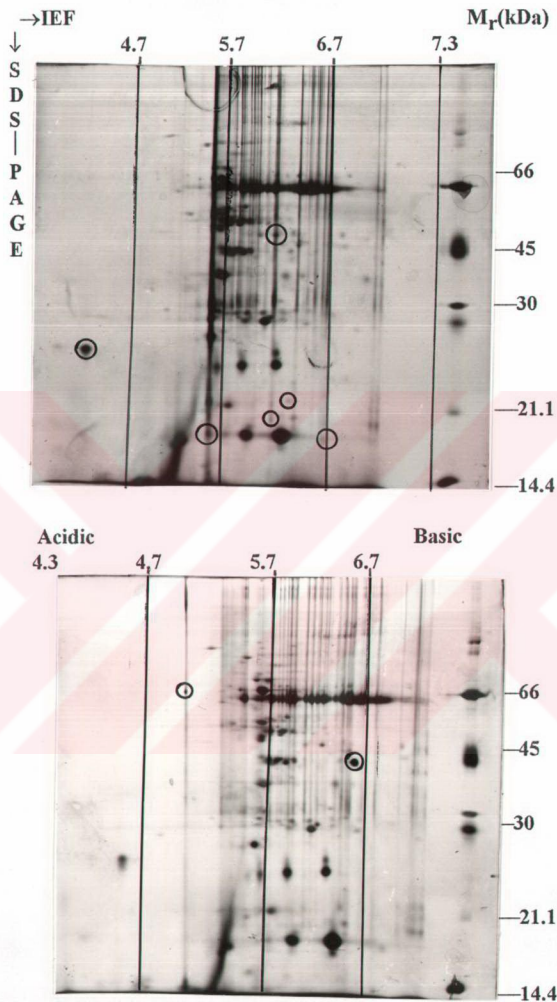 →IEF M_r(kDa)
↓ 4.7 5.7 6.7 7.3
S
D
S
|
P
A
G
E
66
45
30
21.1
14.4
Acidic Basic
4.3 4.7 5.7 6.7
66
45
30
21.1
14.4